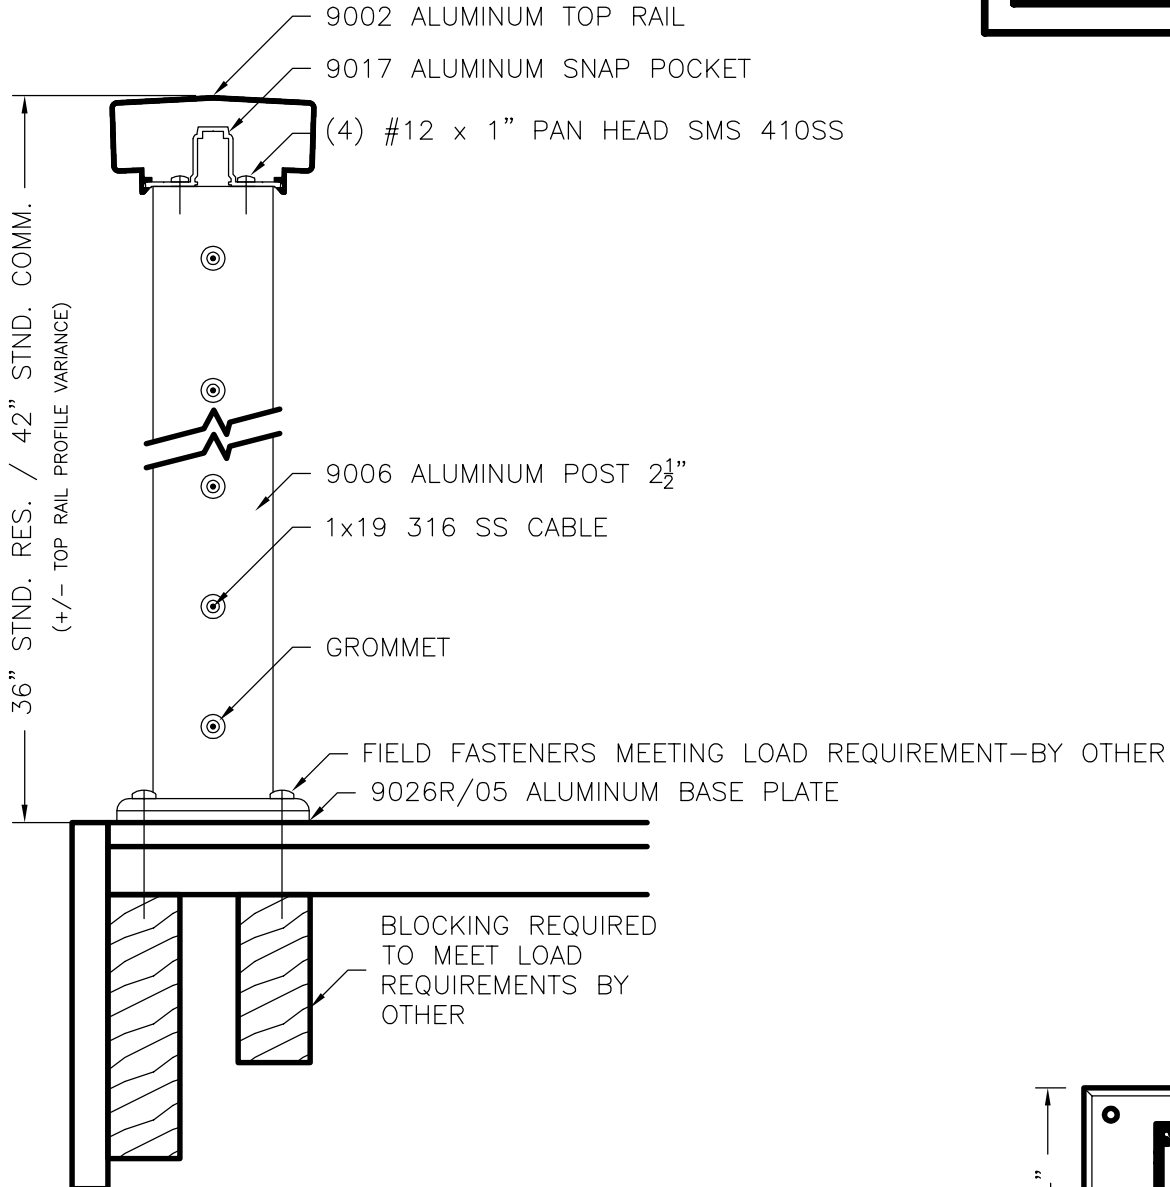 9002 ALUMINUM TOP RAIL
9017 ALUMINUM SNAP POCKET
(4) #12 x 1" PAN HEAD SMS 410SS
36" STND. RES. / 42" STND. COMM.
(+/- TOP RAIL PROFILE VARIANCE)
9006 ALUMINUM POST 2½"
1x19 316 SS CABLE
GROMMET
FIELD FASTENERS MEETING LOAD REQUIREMENT-BY OTHER
9026R/05 ALUMINUM BASE PLATE
BLOCKING REQUIRED
TO MEET LOAD
REQUIREMENTS BY
OTHER